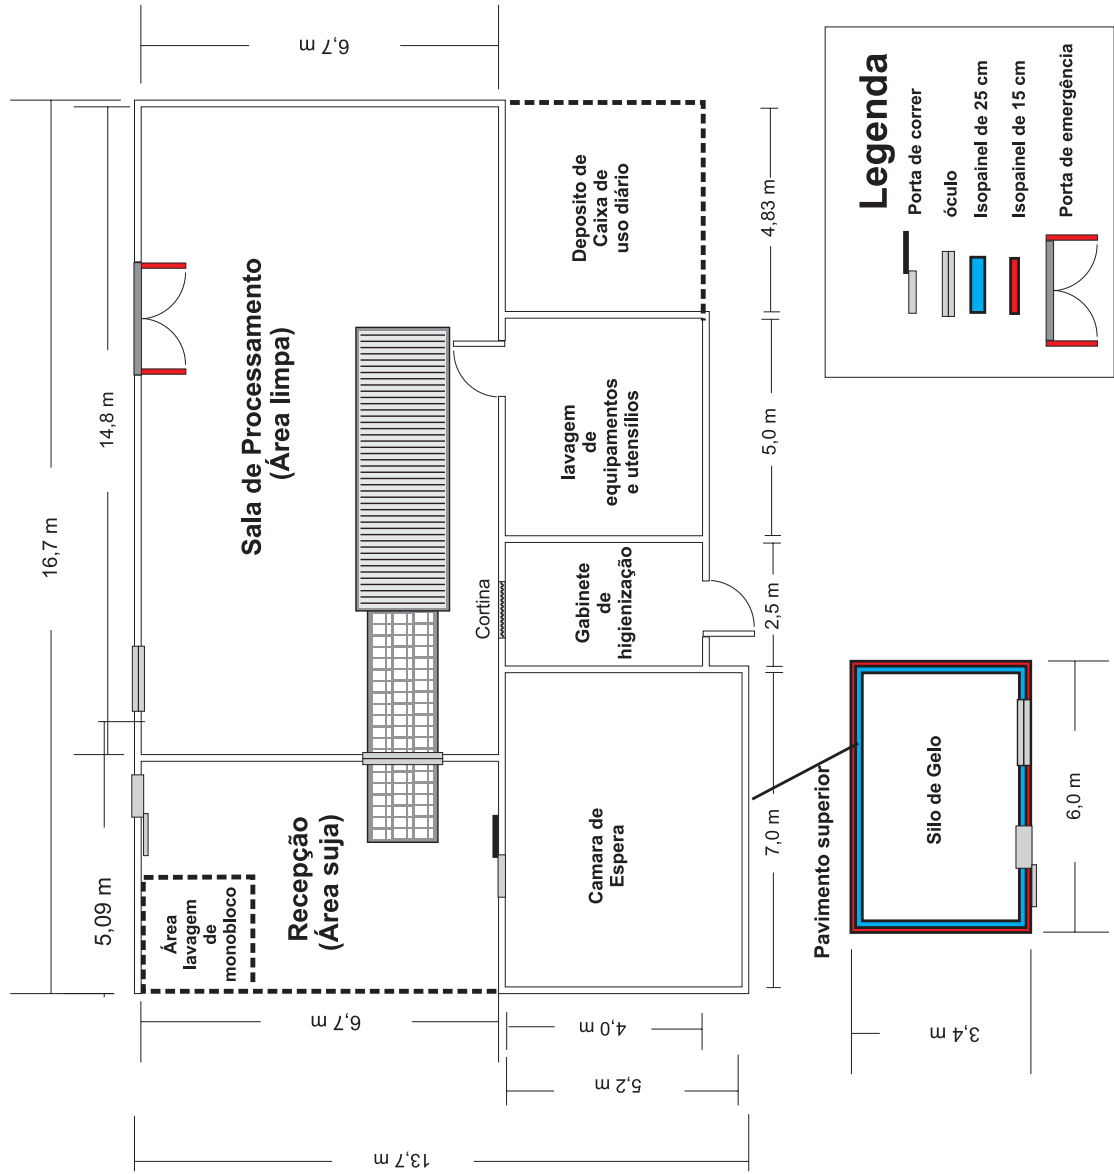 16,7 m
14,8 m
5,09 m
6,7 m
6,7 m
13,7 m
Sala de Processamento
(Área limpa)
Recepção
(Área suja)
Área
lavagem
de
monobloco
Cortina
Deposito de
Caixa de
uso diário
lavagem
de
equipamentos
e utensílios
Gabinete
de
higienização
Camara de
Espera
4,83 m
5,0 m
2,5 m
7,0 m
4,0 m
5,2 m
Pavimento superior
Silo de Gelo
6,0 m
3,4 m
Legenda
Porta de correr
óculo
Isopainel de 25 cm
Isopainel de 15 cm
Porta de emergência